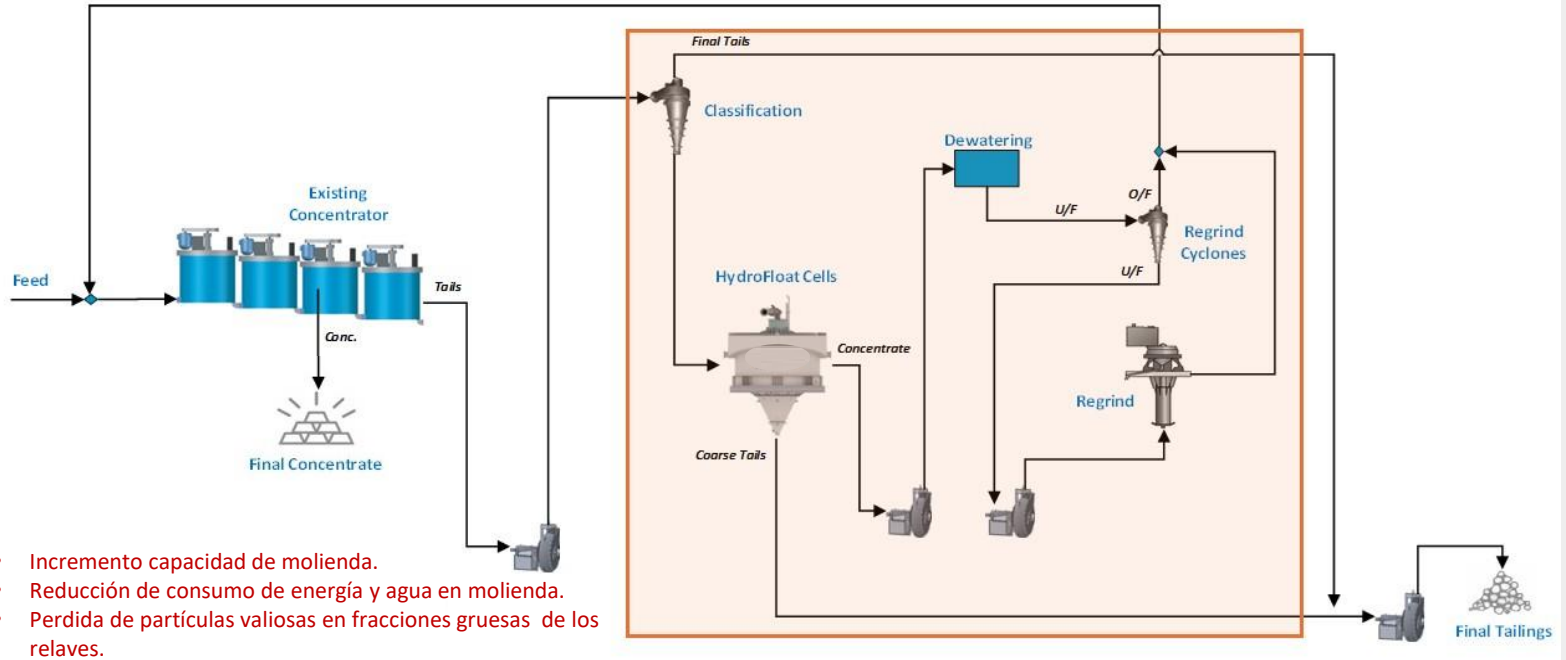 Final Tails
Classification
Dewatering
Existing
Concentrator
O/F
U/F
Regrind
Cyclones
HydroFloat Cells
U/F
Feed
Tails
Conc.
Concentrate
Regrind
Final Concentrate
Coarse Tails
• Incremento capacidad de molienda.
• Reducción de consumo de energía y agua en molienda.
• Perdida de partículas valiosas en fracciones gruesas de los
relaves.
Final Tailings